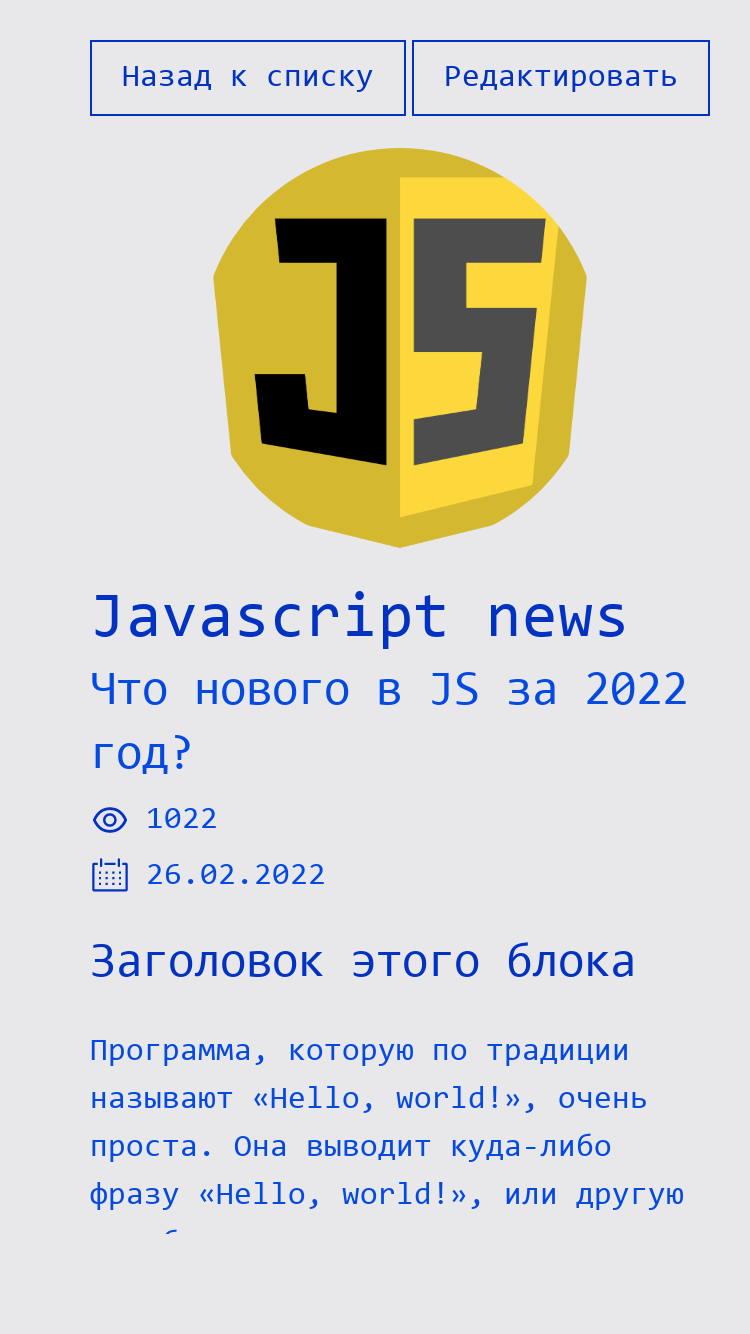 Назад к списку Редактировать
JS
Javascript news
Что нового в JS за 2022
год?
1022
26.02.2022
Заголовок этого блока
Программа, которую по традиции
называют «Hello, world!», очень
проста. Она выводит куда-либо
фразу «Hello, world!», или другую